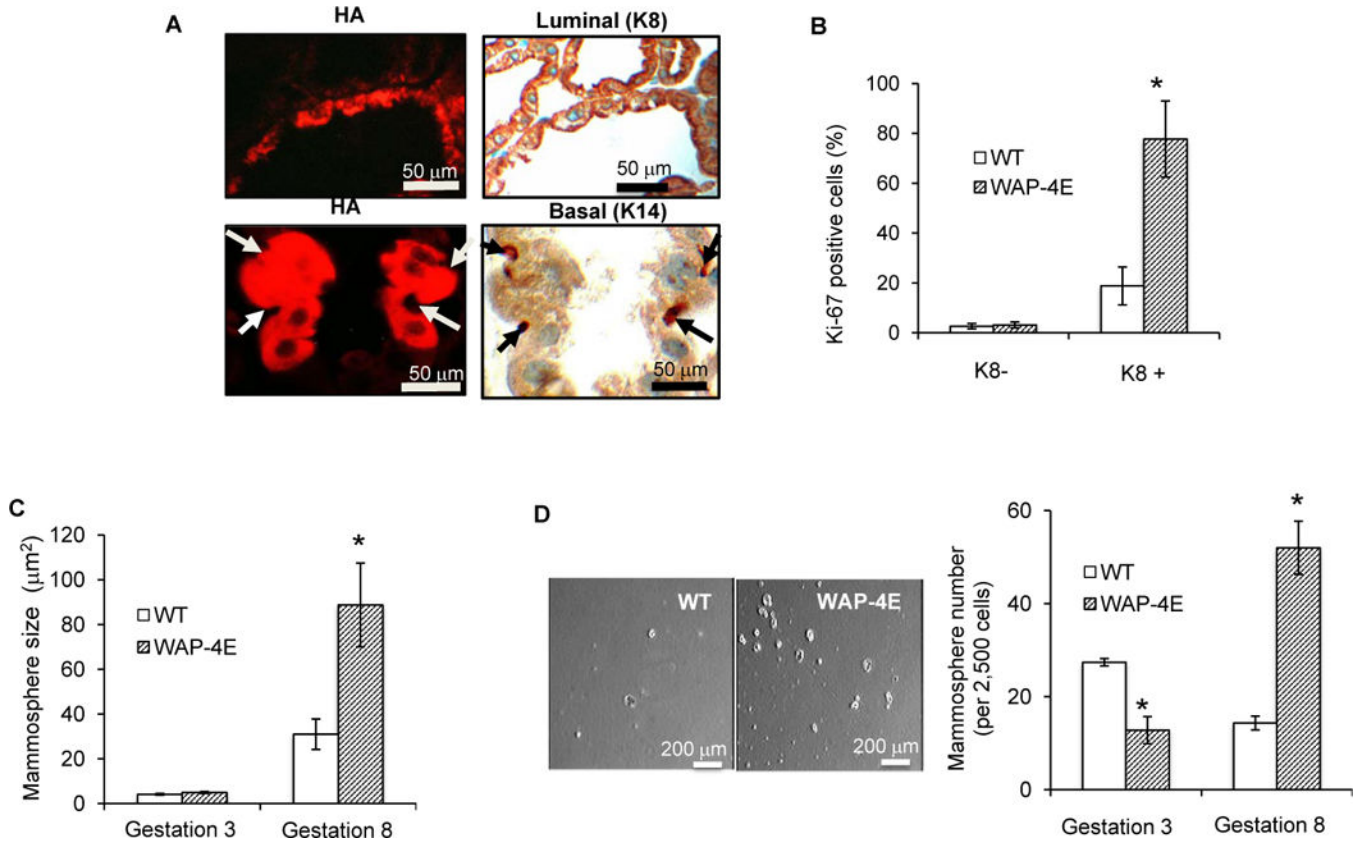 A
HA
Luminal (K8)
50 μm
50 μm
HA
Basal (K14)
50 μm
50 μm
B
Ki-67 positive cells (%)
100
80
60
40
20
0
*
WT
WAP-4E
K8-
K8 +
C
Mammosphere size (μm²)
120
100
80
60
40
20
0
*
WT
WAP-4E
Gestation 3
Gestation 8
D
WT
WAP-4E
200 μm
200 μm
Mammosphere number
(per 2,500 cells)
60
40
20
0
*
WT
WAP-4E
*
Gestation 3
Gestation 8